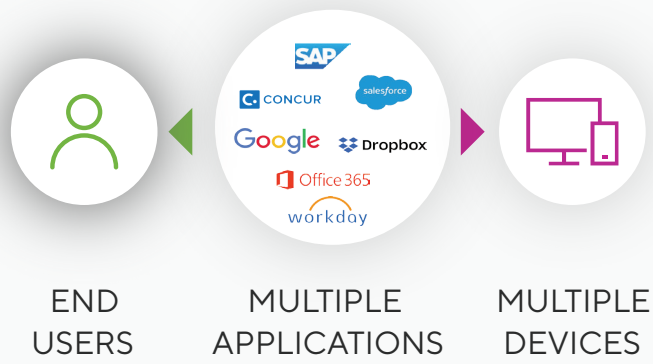 SAP
salesforce
C. CONCUR
Google
Dropbox
Office 365
workday
END
USERS
MULTIPLE
APPLICATIONS
MULTIPLE
DEVICES